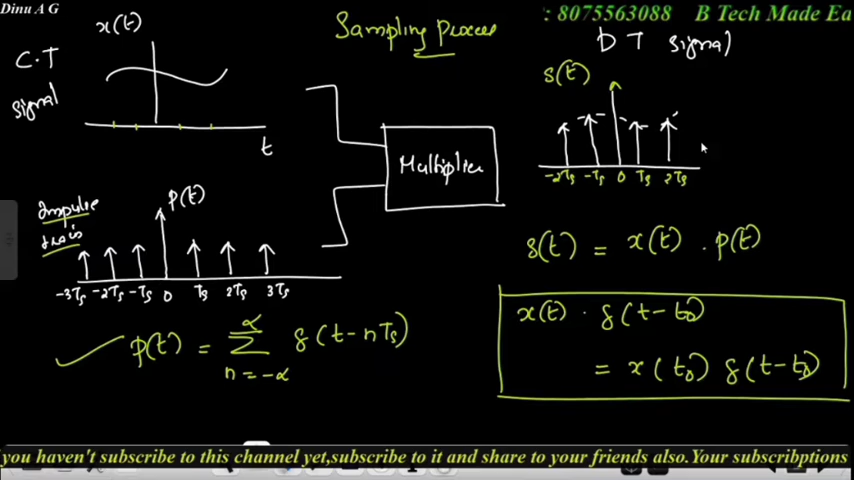 Dinu A G
: 8075563088 B Tech Made Ea
Sampling Process
x(t)
C.T
signal
t
D T signal
s(t)
-2Ts -Ts 0 Ts 2Ts
Multiplier
Impulse
train
p(t)
-3Ts -2Ts -Ts 0 Ts 2Ts 3Ts
p(t) = ∑ δ(t-nTs)
α
n=-α
s(t) = x(t) . p(t)
x(t) . δ(t-t0)
= x(t0) δ(t-t0)
you haven't subscribe to this channel yet,subscribe to it and share to your friends also.Your subscribptions